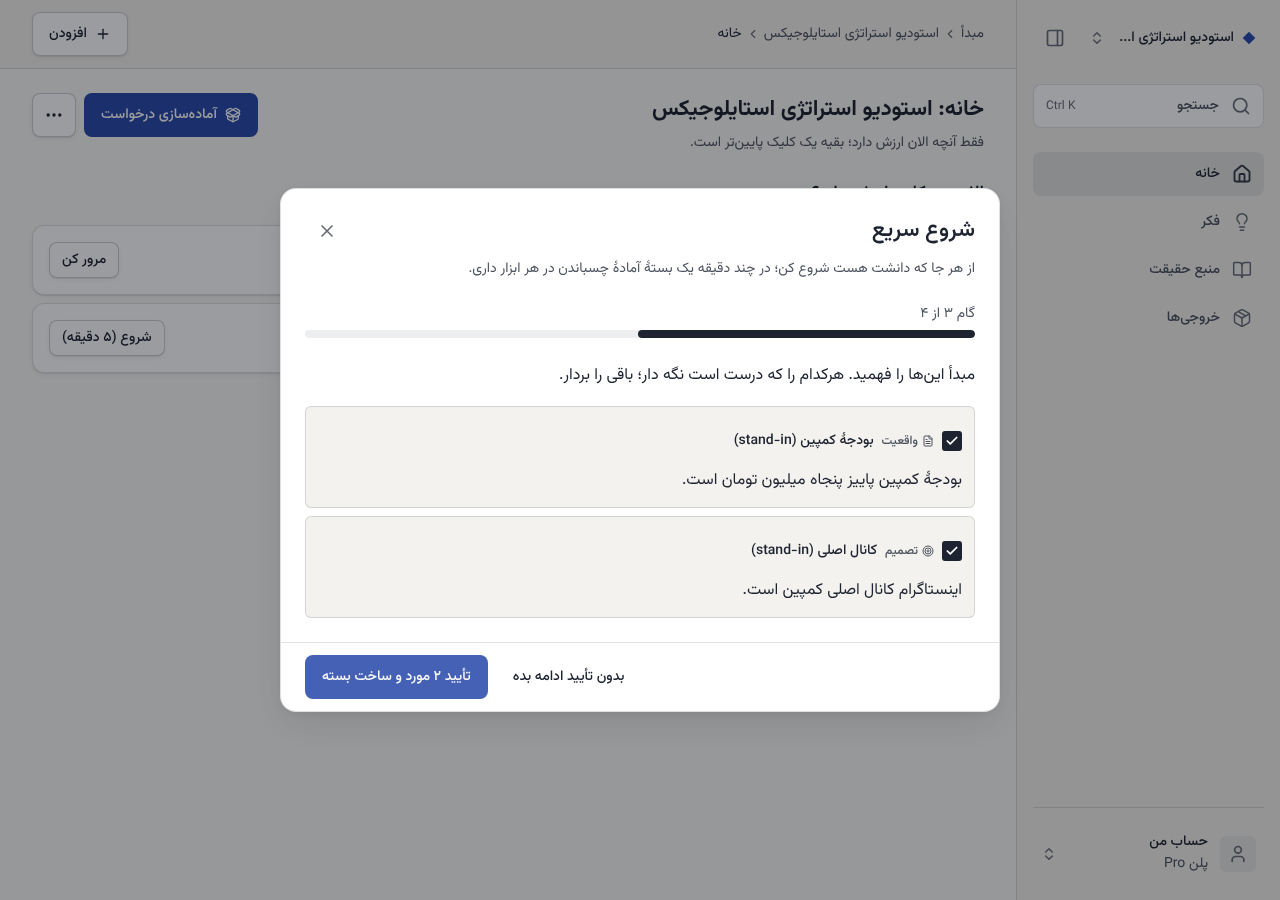 استودیو استراتژی ا...
جستجو
Ctrl K
خانه
فکر
منبع حقیقت
خروجی‌ها
حساب من
پلن Pro
مبدأ › استودیو استراتژی استایلوجیکس › خانه
افزودن
خانه: استودیو استراتژی استایلوجیکس
فقط آنچه الان ارزش دارد؛ بقیه یک کلیک پایین‌تر است.
آماده‌سازی درخواست
مرور کن
شروع (۵ دقیقه)
شروع سریع
از هر جا که دانشت هست شروع کن؛ در چند دقیقه یک بستهٔ آمادهٔ چسباندن در هر ابزار داری.
گام ۳ از ۴
مبدأ این‌ها را فهمید. هرکدام را که درست است نگه دار؛ باقی را بردار.
واقعیت بودجهٔ کمپین (stand-in)
بودجهٔ کمپین پاییز پنجاه میلیون تومان است.
تصمیم کانال اصلی (stand-in)
اینستاگرام کانال اصلی کمپین است.
بدون تأیید ادامه بده
تأیید ۲ مورد و ساخت بسته